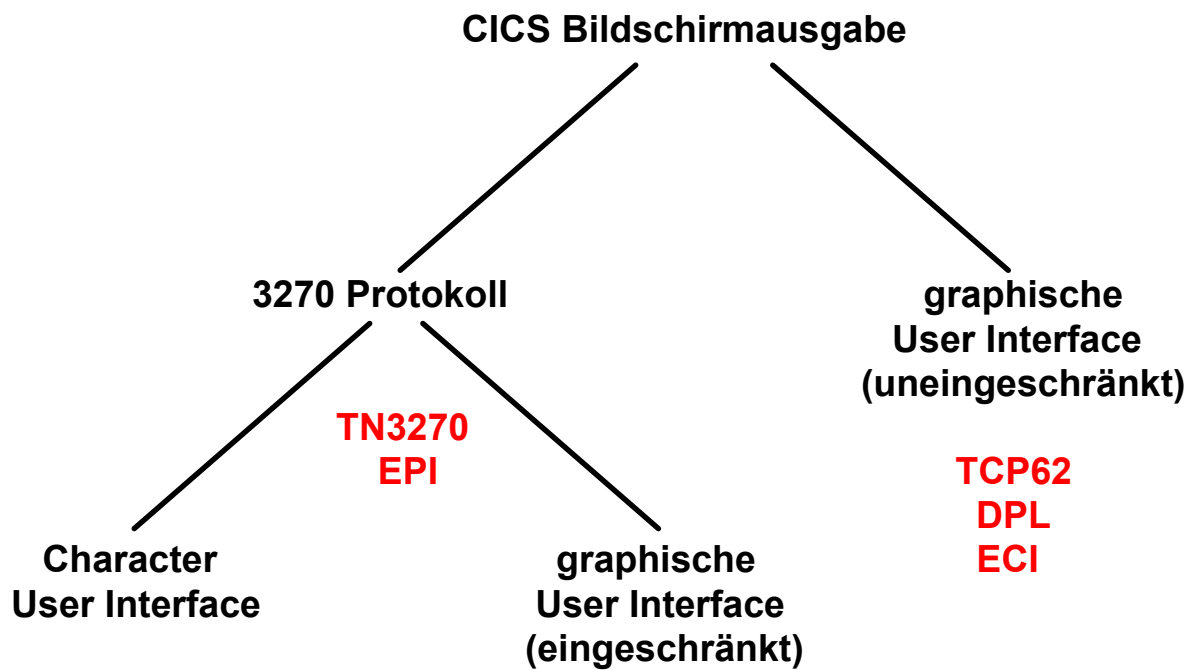 CICS Bildschirmausgabe
3270 Protokoll
graphische
User Interface
(uneingeschränkt)
TN3270
EPI
TCP62
DPL
ECI
Character
User Interface
graphische
User Interface
(eingeschränkt)